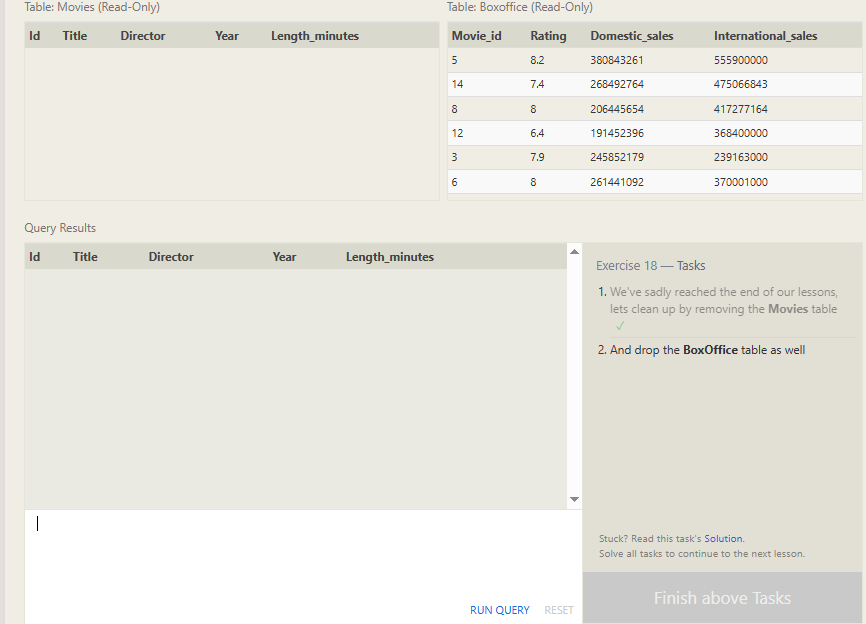 Table: Movies (Read-Only)
Id Title Director Year Length_minutes
Table: Boxoffice (Read-Only)
Movie_id Rating Domestic_sales International_sales
5 8.2 380843261 555900000
14 7.4 268492764 475066843
8 8 206445654 417277164
12 6.4 191452396 368400000
3 7.9 245852179 239163000
6 8 261441092 370001000
Query Results
Id Title Director Year Length_minutes
RUN QUERY RESET
Exercise 18 — Tasks
1. We've sadly reached the end of our lessons,
lets clean up by removing the Movies table
✓
2. And drop the BoxOffice table as well
Stuck? Read this task's Solution.
Solve all tasks to continue to the next lesson.
Finish above Tasks